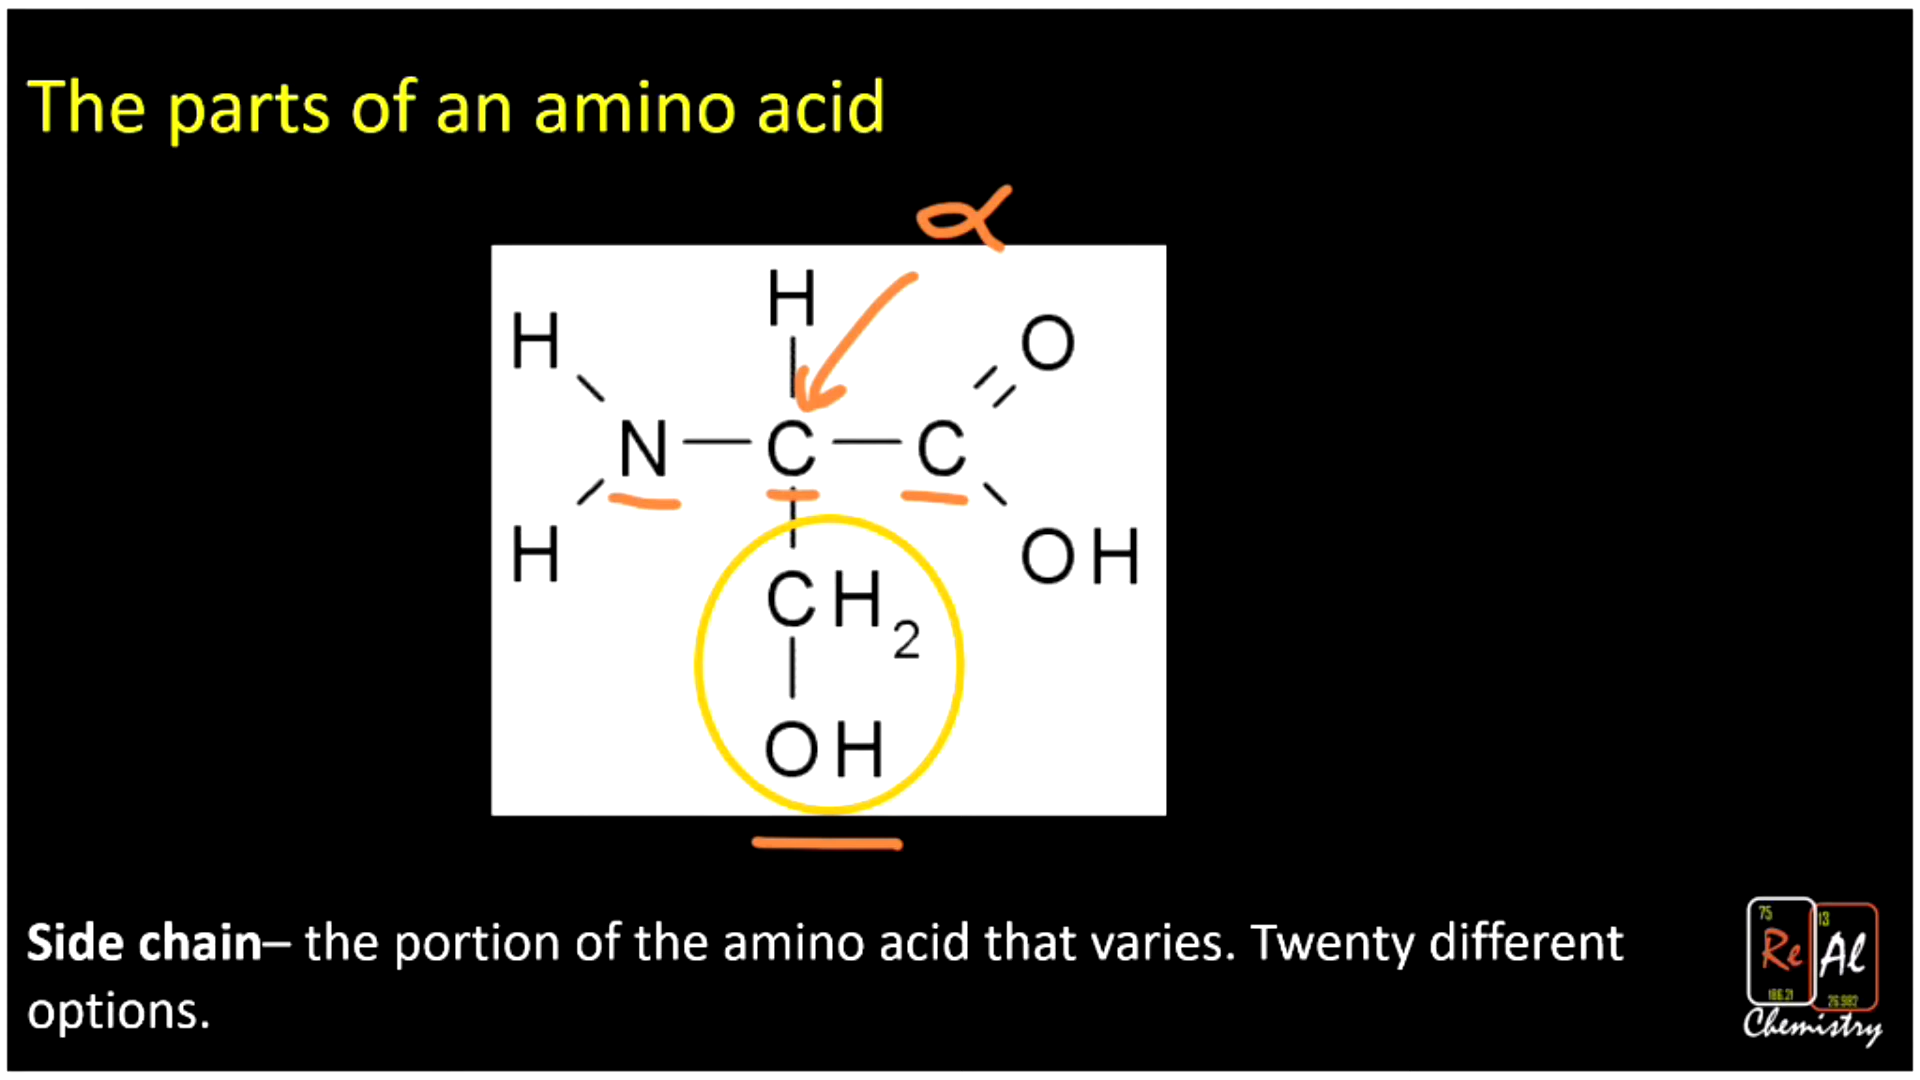 The parts of an amino acid
α
H
H
O
N — C — C
H
OH
CH₂
OH
Side chain– the portion of the amino acid that varies. Twenty different
options.
75
13
Re Al
186.21
26.982
Chemistry